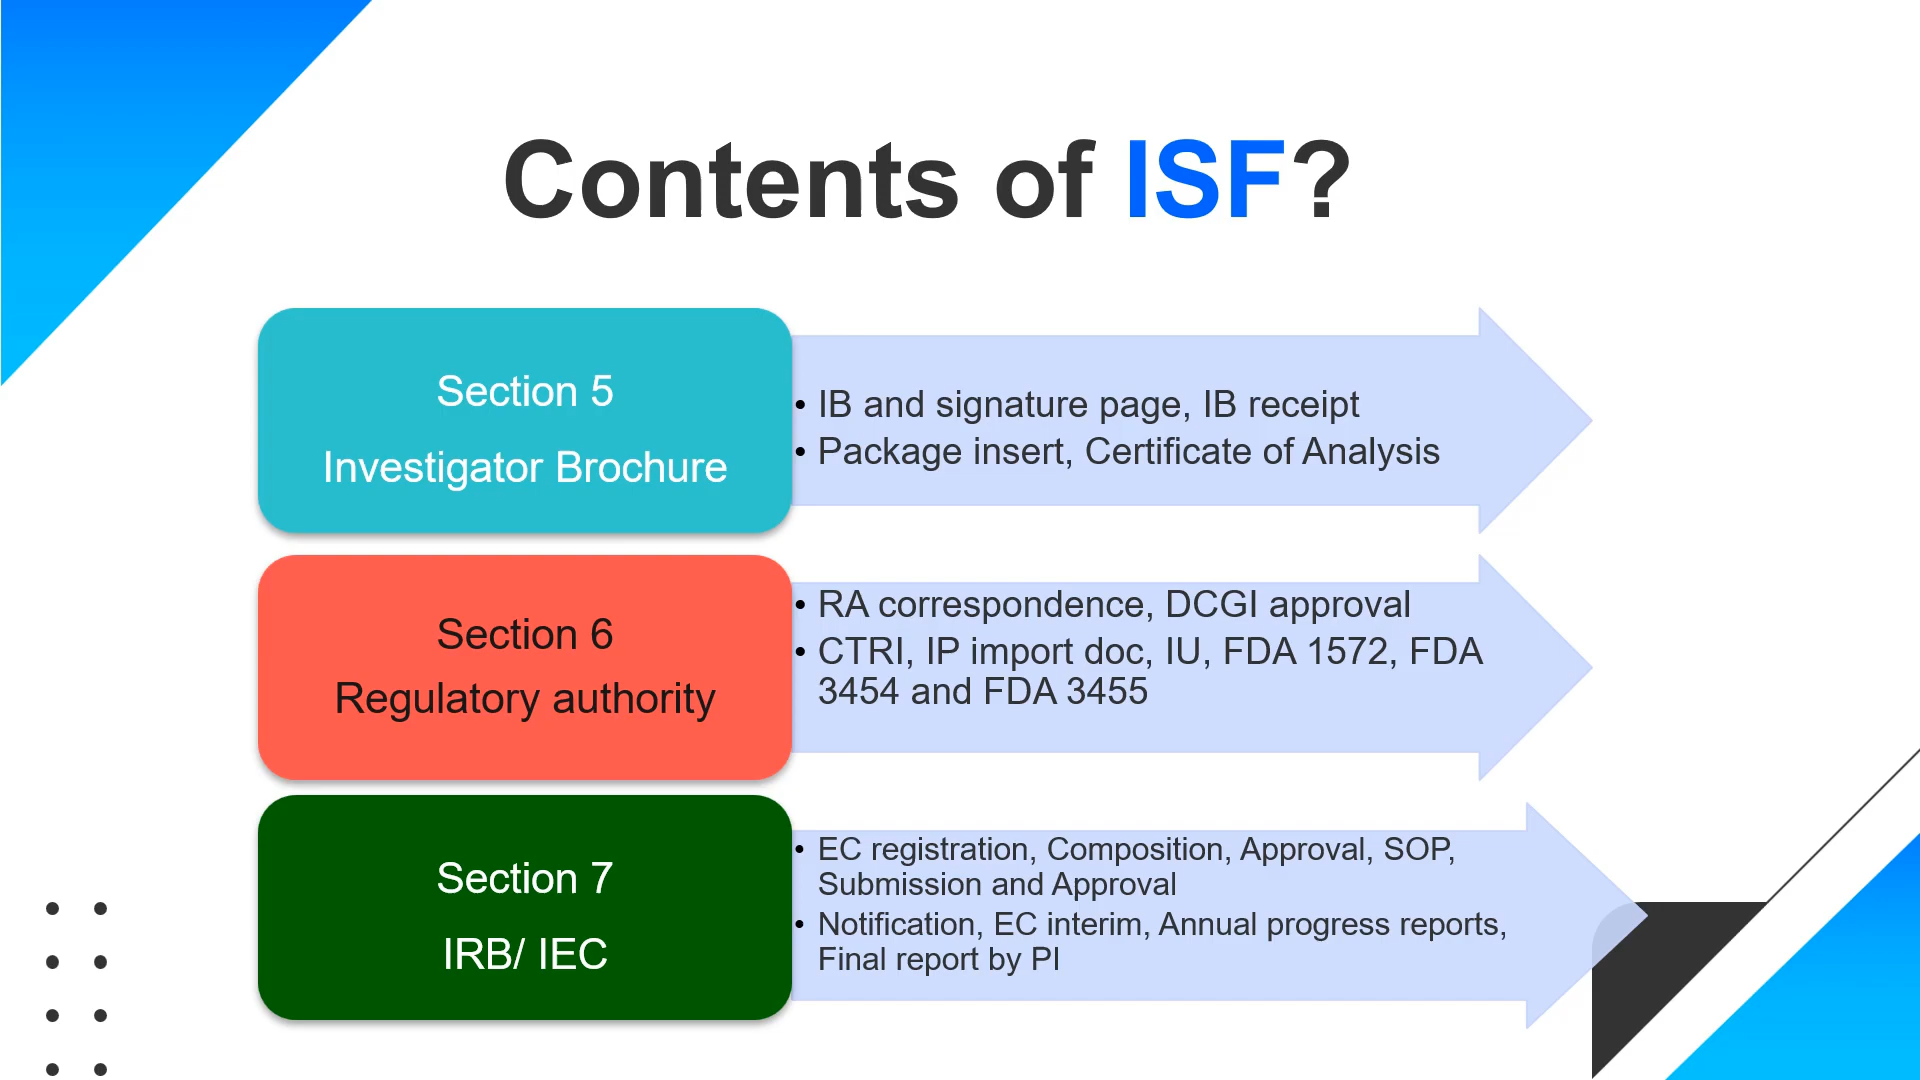 Contents of ISF?
Section 5
Investigator Brochure
• IB and signature page, IB receipt
• Package insert, Certificate of Analysis
Section 6
Regulatory authority
• RA correspondence, DCGI approval
• CTRI, IP import doc, IU, FDA 1572, FDA
3454 and FDA 3455
Section 7
IRB/ IEC
• EC registration, Composition, Approval, SOP,
Submission and Approval
• Notification, EC interim, Annual progress reports,
Final report by PI